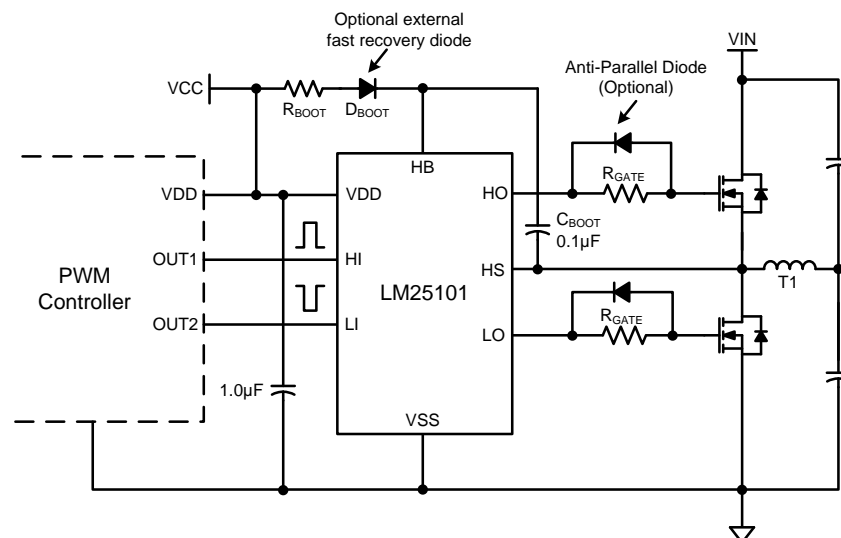 Optional external
fast recovery diode
VIN
Anti-Parallel Diode
(Optional)
VCC
RBOOT
DBOOT
HB
VDD
VDD
HO
RGATE
CBOOT
0.1µF
OUT1
HI
HS
PWM
Controller
LM25101
T1
OUT2
LI
LO
RGATE
1.0µF
VSS